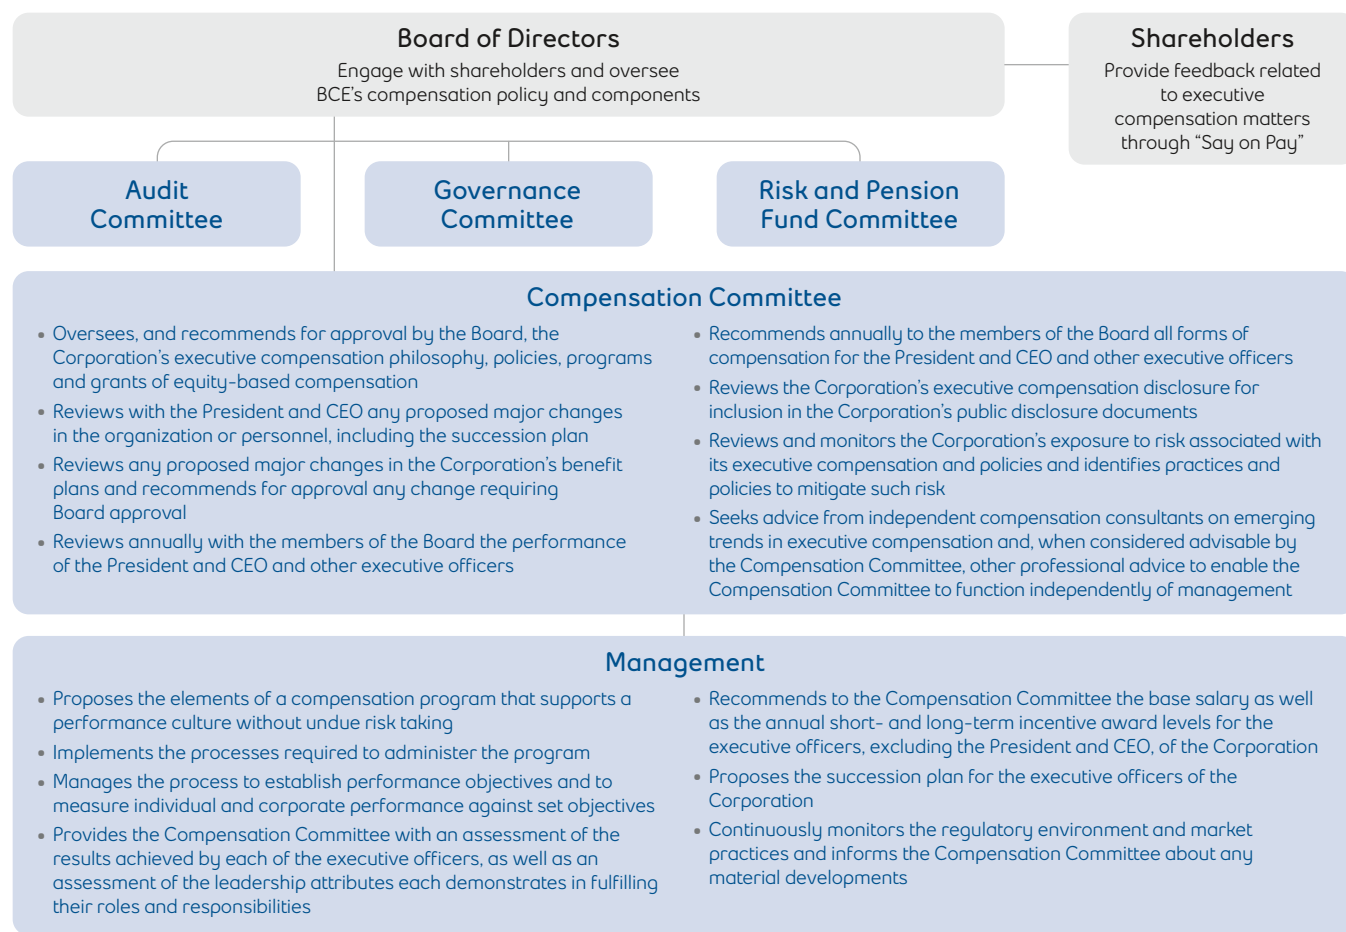 Board of Directors
Engage with shareholders and oversee
BCE’s compensation policy and components
Shareholders
Provide feedback related
to executive
compensation matters
through “Say on Pay”
Audit
Committee
Governance
Committee
Risk and Pension
Fund Committee
Compensation Committee
• Oversees, and recommends for approval by the Board, the
Corporation’s executive compensation philosophy, policies, programs
and grants of equity-based compensation
• Reviews with the President and CEO any proposed major changes
in the organization or personnel, including the succession plan
• Reviews any proposed major changes in the Corporation’s benefit
plans and recommends for approval any change requiring
Board approval
• Reviews annually with the members of the Board the performance
of the President and CEO and other executive officers
• Recommends annually to the members of the Board all forms of
compensation for the President and CEO and other executive officers
• Reviews the Corporation’s executive compensation disclosure for
inclusion in the Corporation’s public disclosure documents
• Reviews and monitors the Corporation’s exposure to risk associated with
its executive compensation and policies and identifies practices and
policies to mitigate such risk
• Seeks advice from independent compensation consultants on emerging
trends in executive compensation and, when considered advisable by
the Compensation Committee, other professional advice to enable the
Compensation Committee to function independently of management
Management
• Proposes the elements of a compensation program that supports a
performance culture without undue risk taking
• Implements the processes required to administer the program
• Manages the process to establish performance objectives and to
measure individual and corporate performance against set objectives
• Provides the Compensation Committee with an assessment of the
results achieved by each of the executive officers, as well as an
assessment of the leadership attributes each demonstrates in fulfilling
their roles and responsibilities
• Recommends to the Compensation Committee the base salary as well
as the annual short- and long-term incentive award levels for the
executive officers, excluding the President and CEO, of the Corporation
• Proposes the succession plan for the executive officers of the
Corporation
• Continuously monitors the regulatory environment and market
practices and informs the Compensation Committee about any
material developments